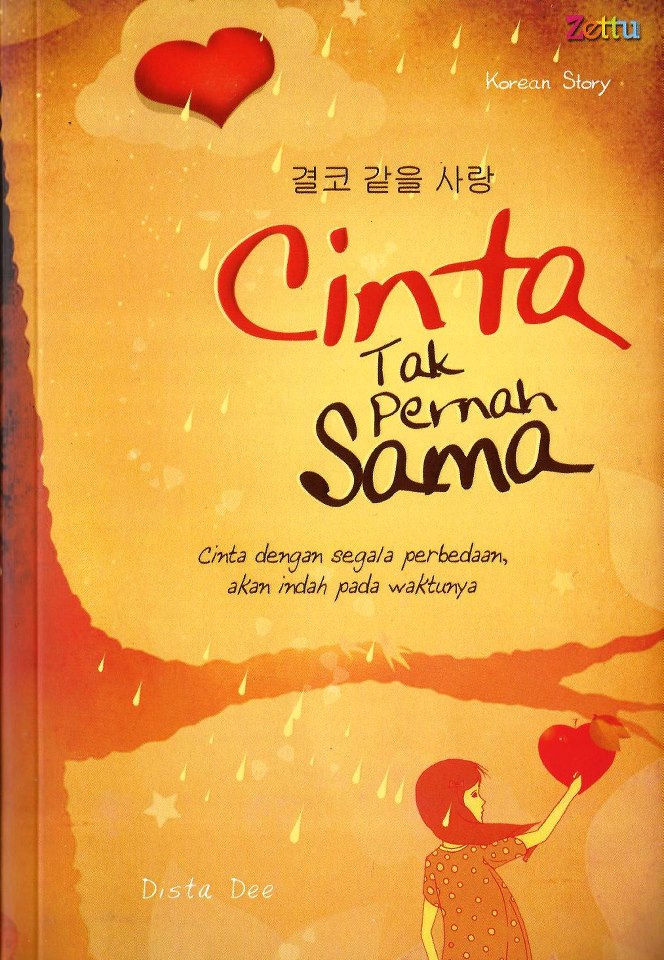 Zettu
Korean Story
결코 같을 사랑
Cinta
Tak
Pernah
Sama
Cinta dengan segala perbedaan,
akan indah pada waktunya
Dista Dee